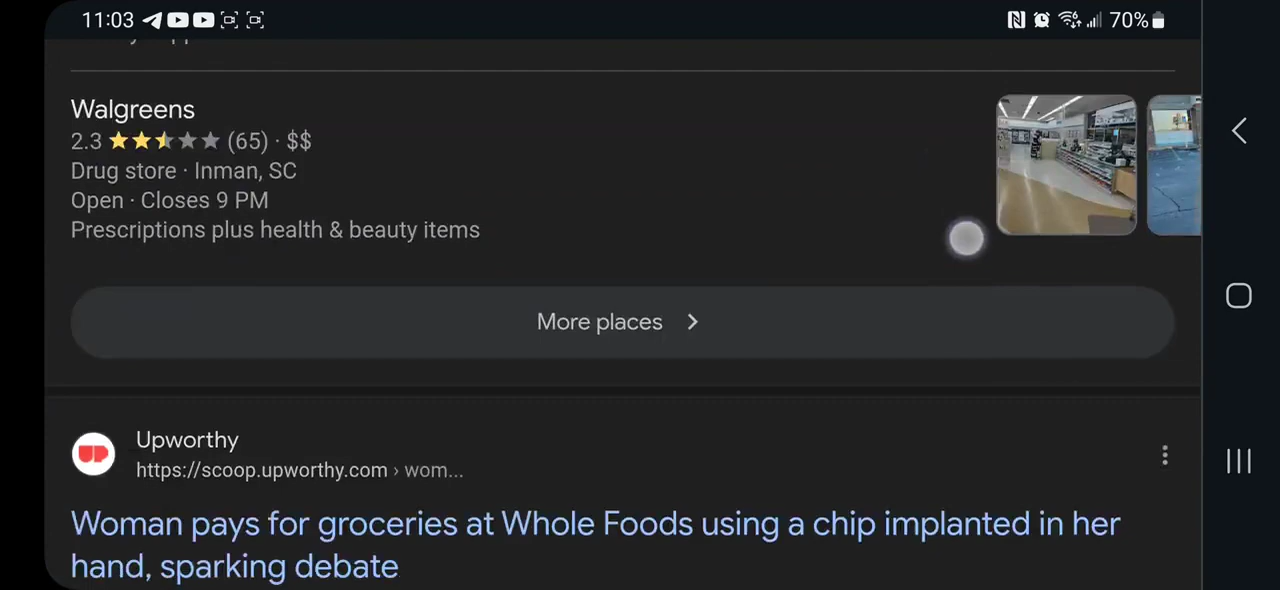 11:03
70%
Walgreens
2.3 (65) · $$
Drug store · Inman, SC
Open · Closes 9 PM
Prescriptions plus health & beauty items
More places
Upworthy
https://scoop.upworthy.com › wom...
Woman pays for groceries at Whole Foods using a chip implanted in her
hand, sparking debate